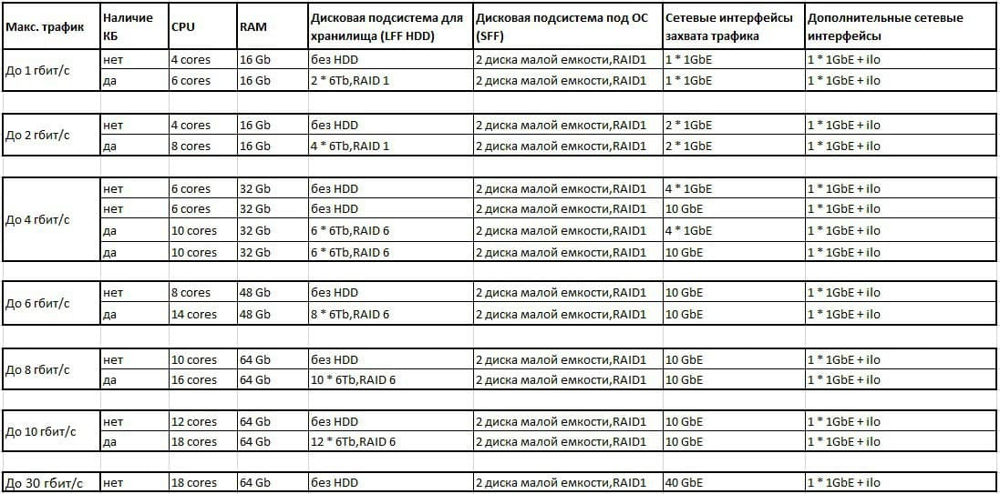 Макс. трафик | Наличие КБ | CPU | RAM | Дисковая подсистема для хранилища (LFF HDD) | Дисковая подсистема под ОС (SFF) | Сетевые интерфейсы захвата трафика | Дополнительные сетевые интерфейсы
До 1 гбит/с | нет | 4 cores | 16 Gb | без HDD | 2 диска малой емкости,RAID1 | 1 * 1GbE | 1 * 1GbE + ilo
да | 6 cores | 16 Gb | 2 * 6Tb,RAID 1 | 2 диска малой емкости,RAID1 | 1 * 1GbE | 1 * 1GbE + ilo
До 2 гбит/с | нет | 4 cores | 16 Gb | без HDD | 2 диска малой емкости,RAID1 | 2 * 1GbE | 1 * 1GbE + ilo
да | 8 cores | 16 Gb | 4 * 6Tb,RAID 1 | 2 диска малой емкости,RAID1 | 2 * 1GbE | 1 * 1GbE + ilo
До 4 гбит/с | нет | 6 cores | 32 Gb | без HDD | 2 диска малой емкости,RAID1 | 4 * 1GbE | 1 * 1GbE + ilo
нет | 6 cores | 32 Gb | без HDD | 2 диска малой емкости,RAID1 | 10 GbE | 1 * 1GbE + ilo
да | 10 cores | 32 Gb | 6 * 6Tb,RAID 6 | 2 диска малой емкости,RAID1 | 4 * 1GbE | 1 * 1GbE + ilo
да | 10 cores | 32 Gb | 6 * 6Tb,RAID 6 | 2 диска малой емкости,RAID1 | 10 GbE | 1 * 1GbE + ilo
До 6 гбит/с | нет | 8 cores | 48 Gb | без HDD | 2 диска малой емкости,RAID1 | 10 GbE | 1 * 1GbE + ilo
да | 14 cores | 48 Gb | 8 * 6Tb,RAID 6 | 2 диска малой емкости,RAID1 | 10 GbE | 1 * 1GbE + ilo
До 8 гбит/с | нет | 10 cores | 64 Gb | без HDD | 2 диска малой емкости,RAID1 | 10 GbE | 1 * 1GbE + ilo
да | 16 cores | 64 Gb | 10 * 6Tb,RAID 6 | 2 диска малой емкости,RAID1 | 10 GbE | 1 * 1GbE + ilo
До 10 гбит/с | нет | 12 cores | 64 Gb | без HDD | 2 диска малой емкости,RAID1 | 10 GbE | 1 * 1GbE + ilo
да | 18 cores | 64 Gb | 12 * 6Tb,RAID 6 | 2 диска малой емкости,RAID1 | 10 GbE | 1 * 1GbE + ilo
До 30 гбит/с | нет | 18 cores | 64 Gb | без HDD | 2 диска малой емкости,RAID1 | 40 GbE | 1 * 1GbE + ilo